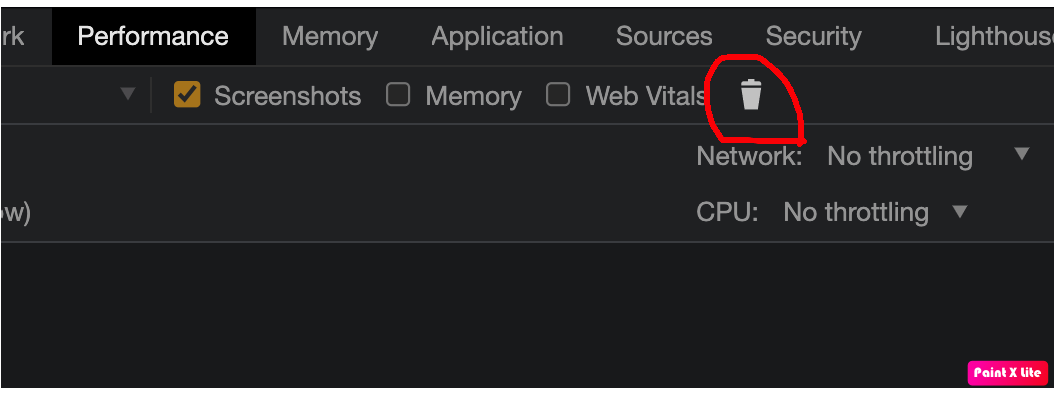 rk Performance Memory Application Sources Security Lighthous
Screenshots Memory Web Vitals
Network: No throttling
ow) CPU: No throttling
Paint X Lite